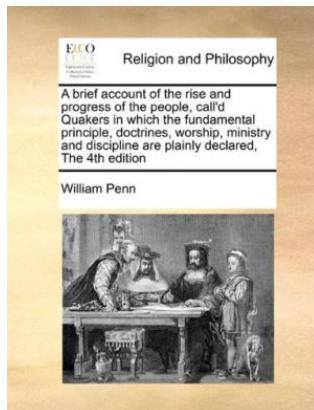 ECCO
Religion and Philosophy
A brief account of the rise and
progress of the people, call'd
Quakers in which the fundamental
principle, doctrines, worship, ministry
and discipline are plainly declared,
The 4th edition
William Penn